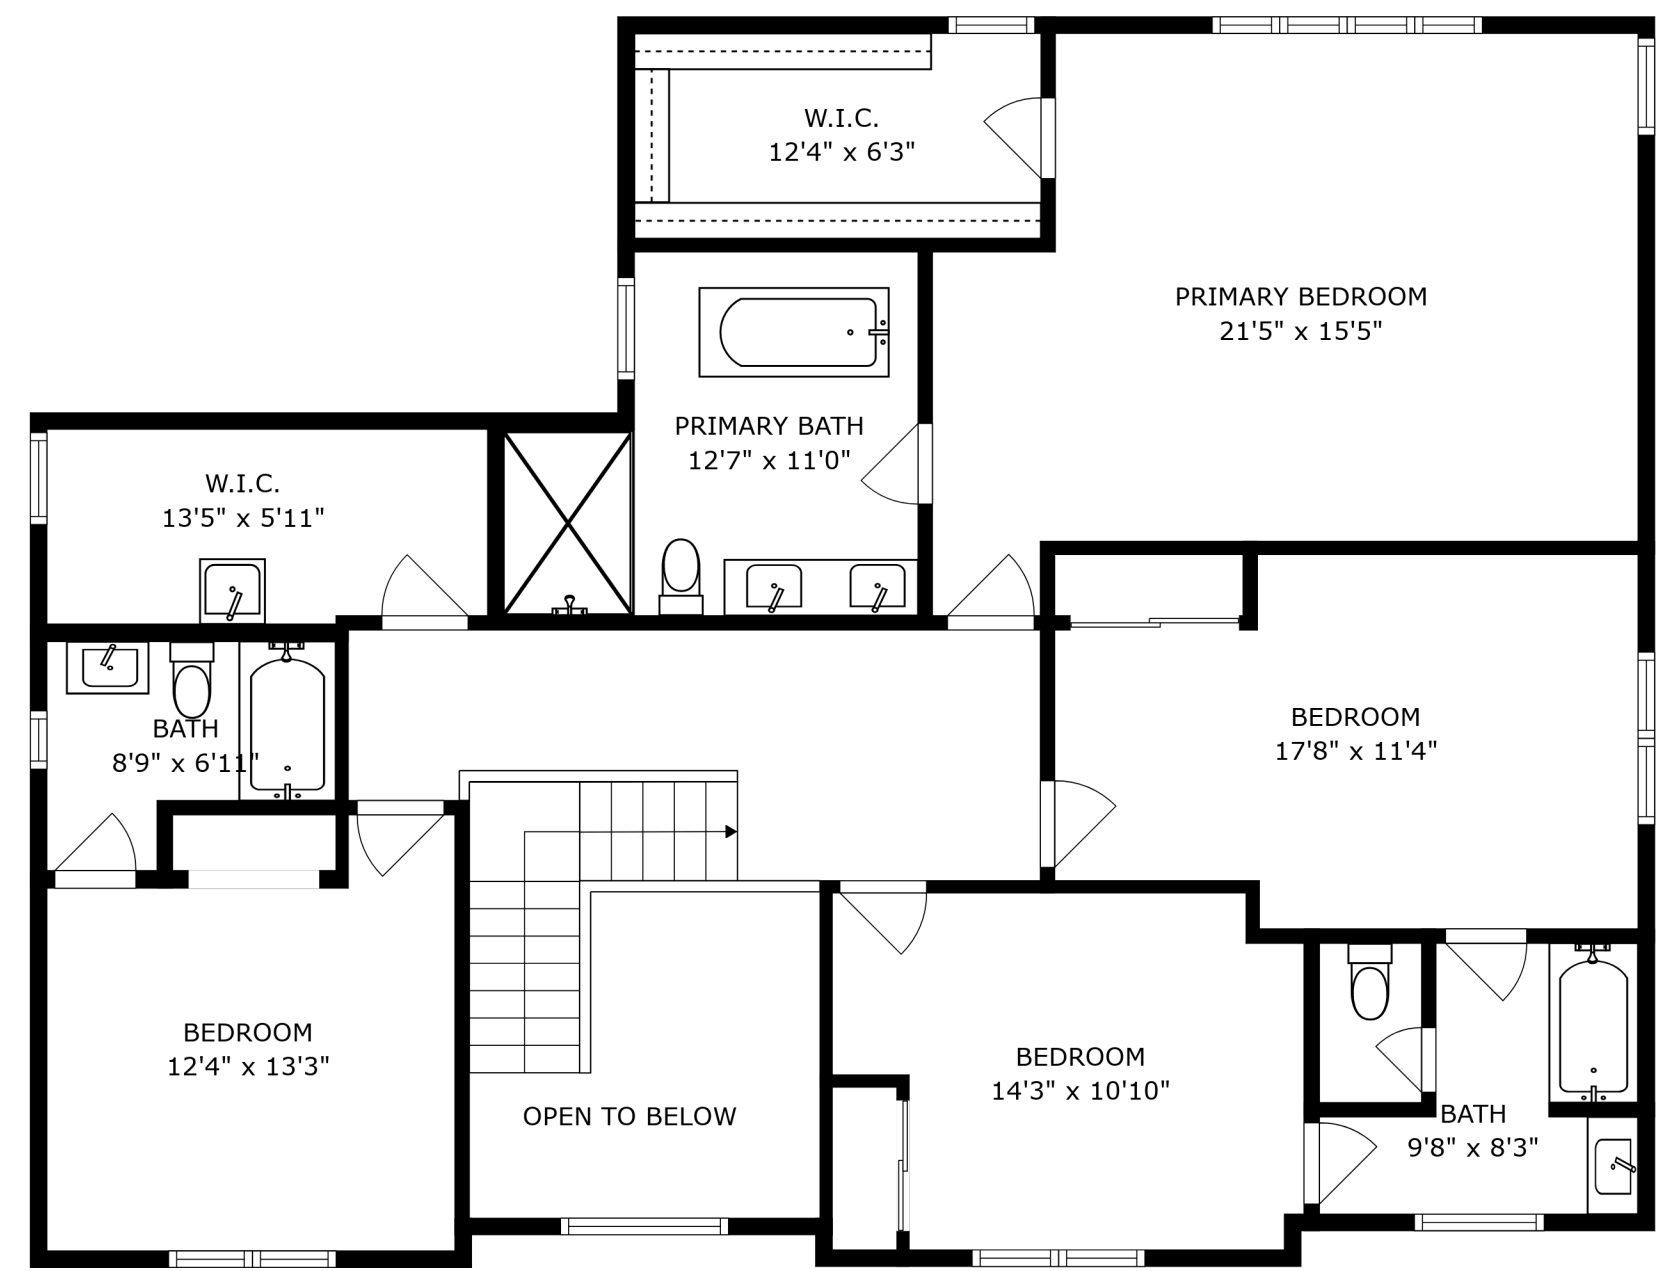 W.I.C.
12'4" x 6'3"
PRIMARY BEDROOM
21'5" x 15'5"
PRIMARY BATH
12'7" x 11'0"
W.I.C.
13'5" x 5'11"
BATH
8'9" x 6'11"
BEDROOM
17'8" x 11'4"
BEDROOM
12'4" x 13'3"
OPEN TO BELOW
BEDROOM
14'3" x 10'10"
BATH
9'8" x 8'3"